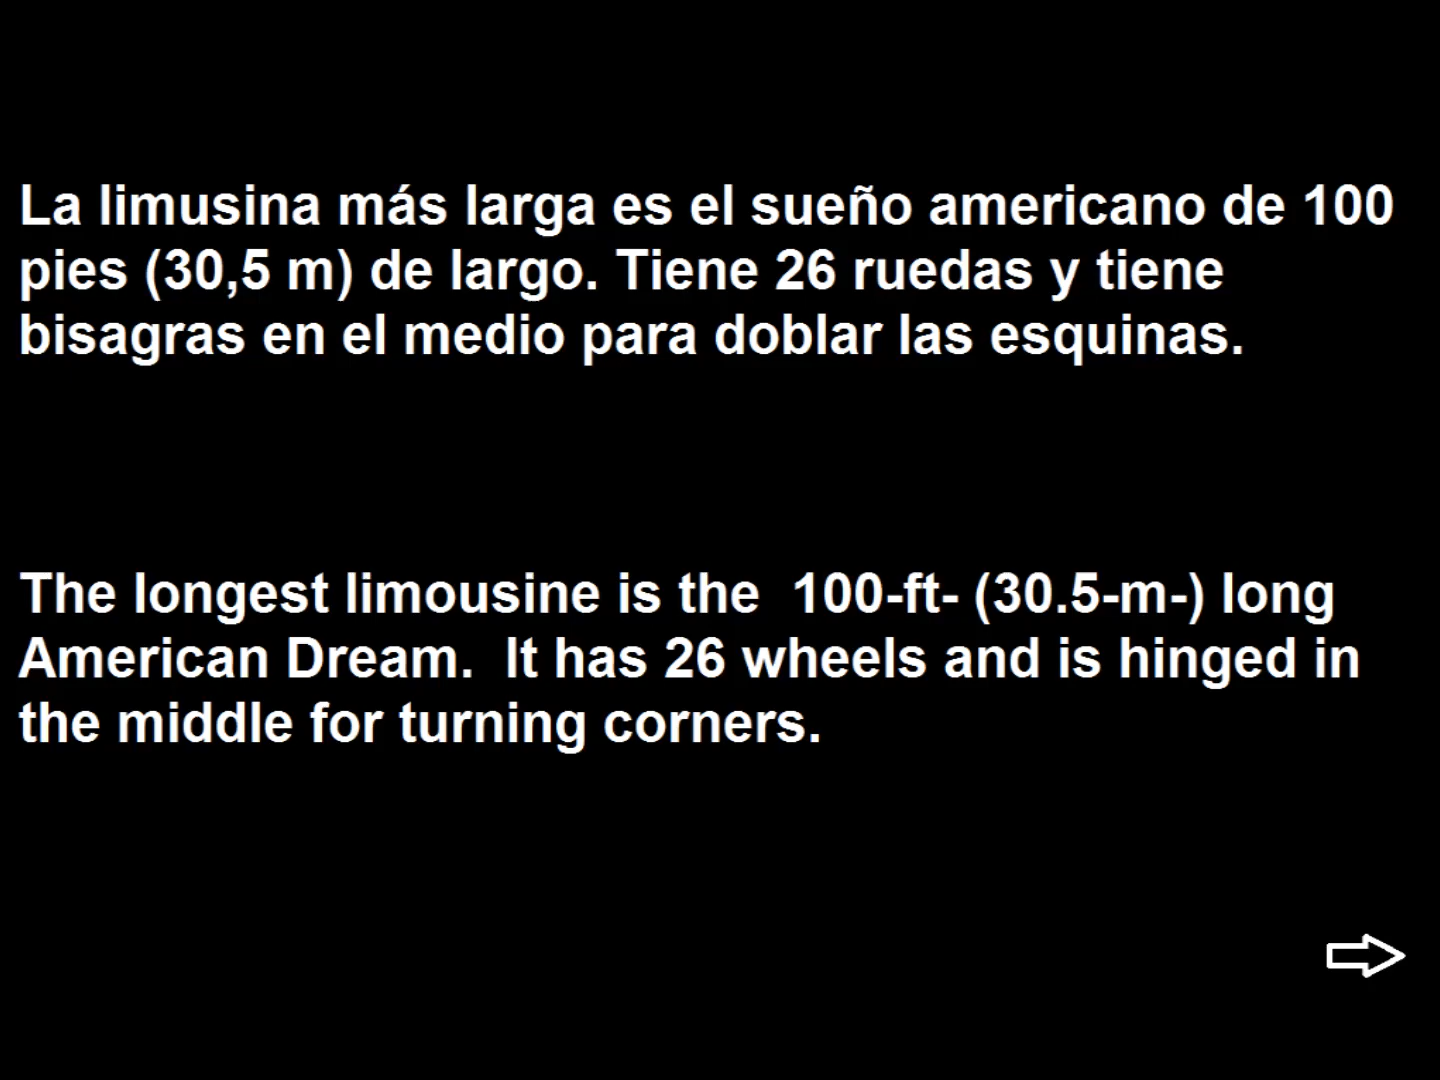 La limusina más larga es el sueño americano de 100
pies (30,5 m) de largo. Tiene 26 ruedas y tiene
bisagras en el medio para doblar las esquinas.
The longest limousine is the  100-ft- (30.5-m-) long
American Dream.  It has 26 wheels and is hinged in
the middle for turning corners.